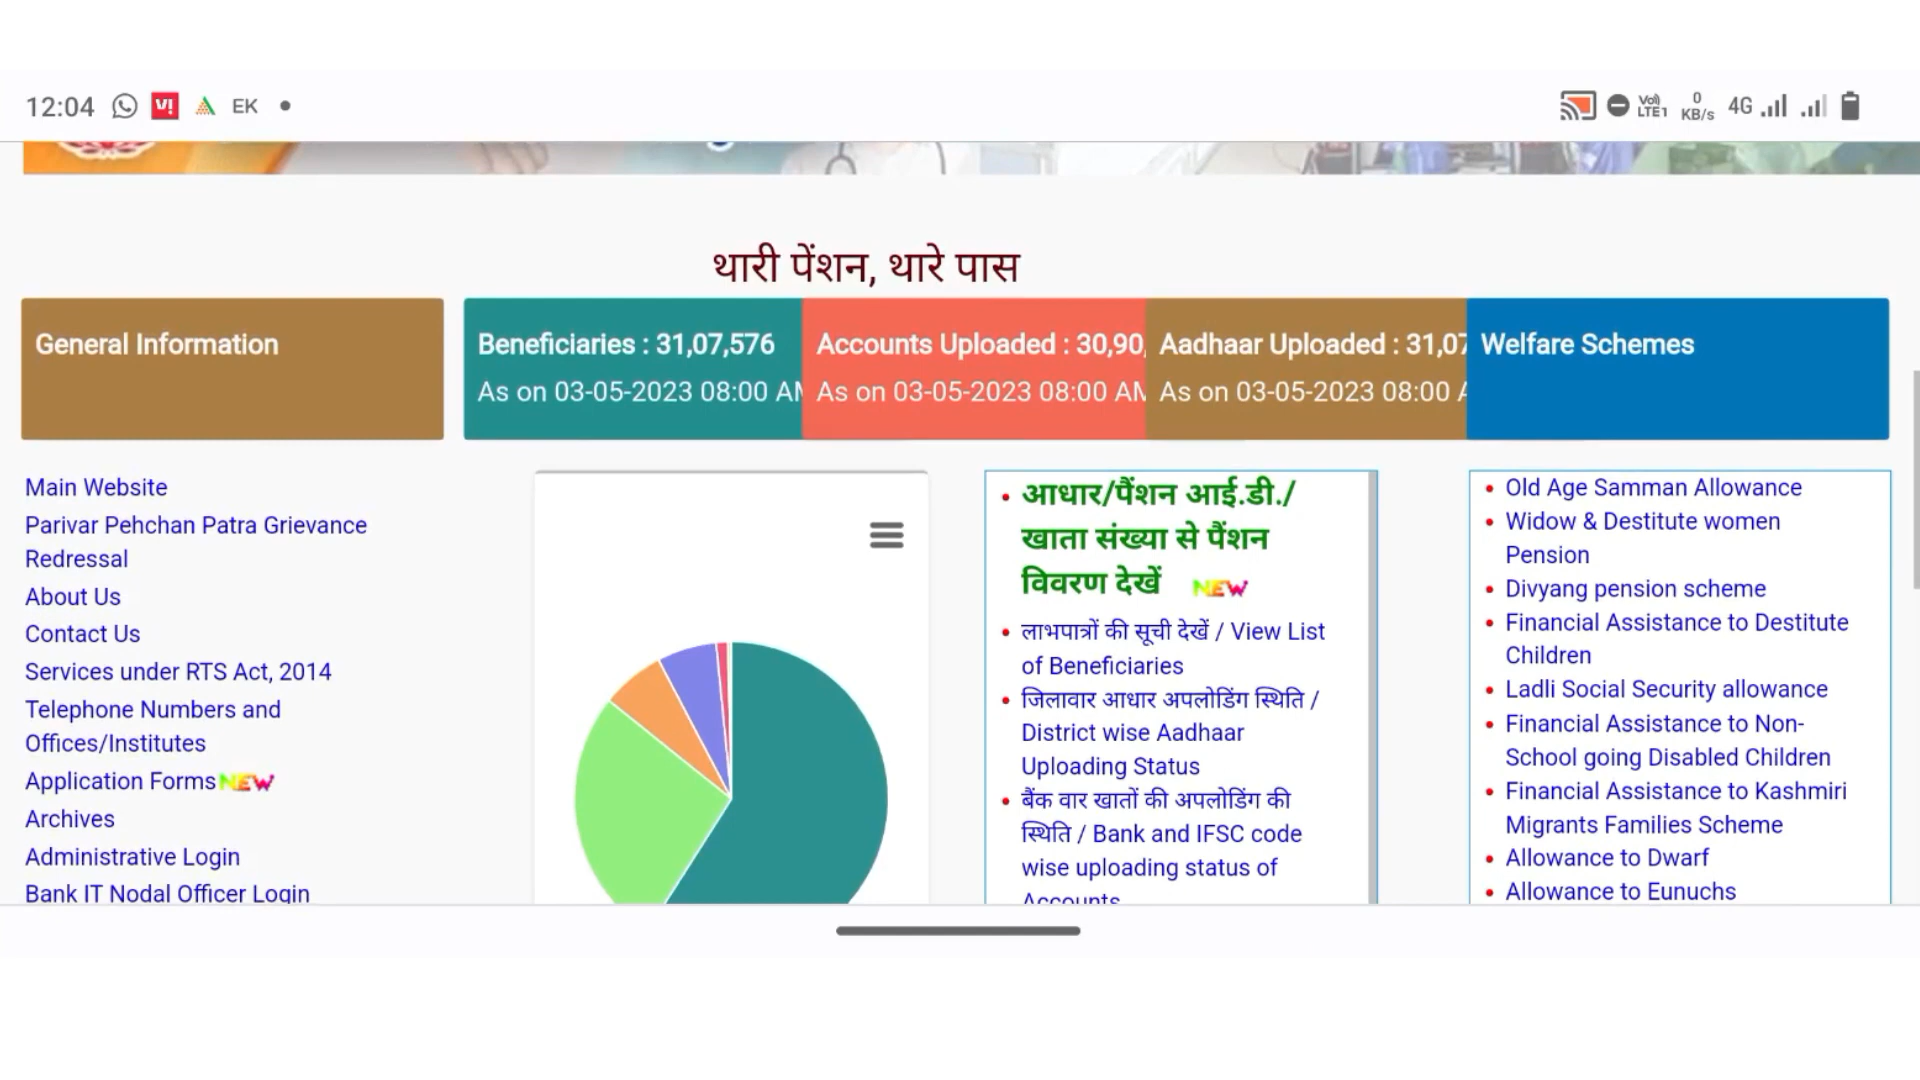 12:04 Vi EK
Vo) LTE1 0 KB/s 4G
थारी पेंशन, थारे पास
General Information
Beneficiaries : 31,07,576
As on 03-05-2023 08:00 AM
Accounts Uploaded : 30,90,
As on 03-05-2023 08:00 AM
Aadhaar Uploaded : 31,07
As on 03-05-2023 08:00 A
Welfare Schemes
Main Website
Parivar Pehchan Patra Grievance
Redressal
About Us
Contact Us
Services under RTS Act, 2014
Telephone Numbers and
Offices/Institutes
Application Forms NEW
Archives
Administrative Login
Bank IT Nodal Officer Login
आधार/पैंशन आई.डी./
खाता संख्या से पैंशन
विवरण देखें NEW
लाभपात्रों की सूची देखें / View List
of Beneficiaries
जिलावार आधार अपलोडिंग स्थिति /
District wise Aadhaar
Uploading Status
बैंक वार खातों की अपलोडिंग की
स्थिति / Bank and IFSC code
wise uploading status of
Accounts
Old Age Samman Allowance
Widow & Destitute women
Pension
Divyang pension scheme
Financial Assistance to Destitute
Children
Ladli Social Security allowance
Financial Assistance to Non-
School going Disabled Children
Financial Assistance to Kashmiri
Migrants Families Scheme
Allowance to Dwarf
Allowance to Eunuchs